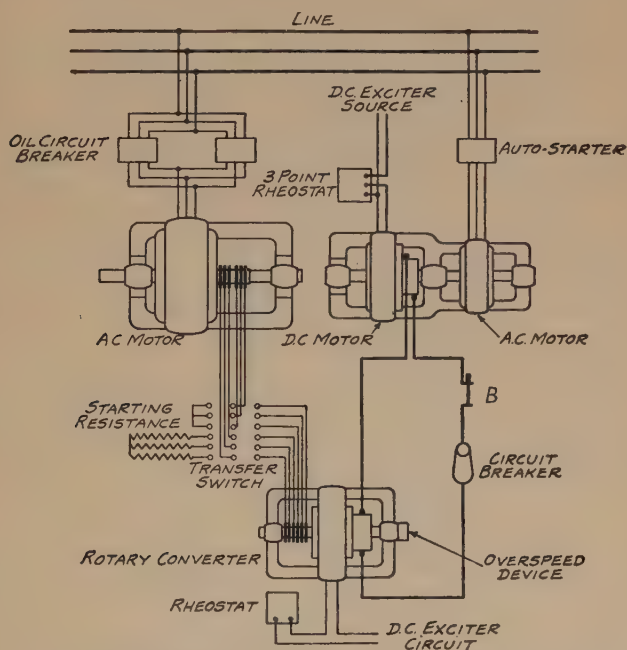 LINE
D.C. EXCITER
SOURCE
OIL CIRCUIT
BREAKER
AUTO-STARTER
3 POINT
RHEOSTAT
A C MOTOR
D.C. MOTOR
A.C. MOTOR
STARTING
RESISTANCE
B
TRANSFER
SWITCH
CIRCUIT
BREAKER
ROTARY CONVERTER
OVERSPEED
DEVICE
RHEOSTAT
D.C. EXCITER
CIRCUIT